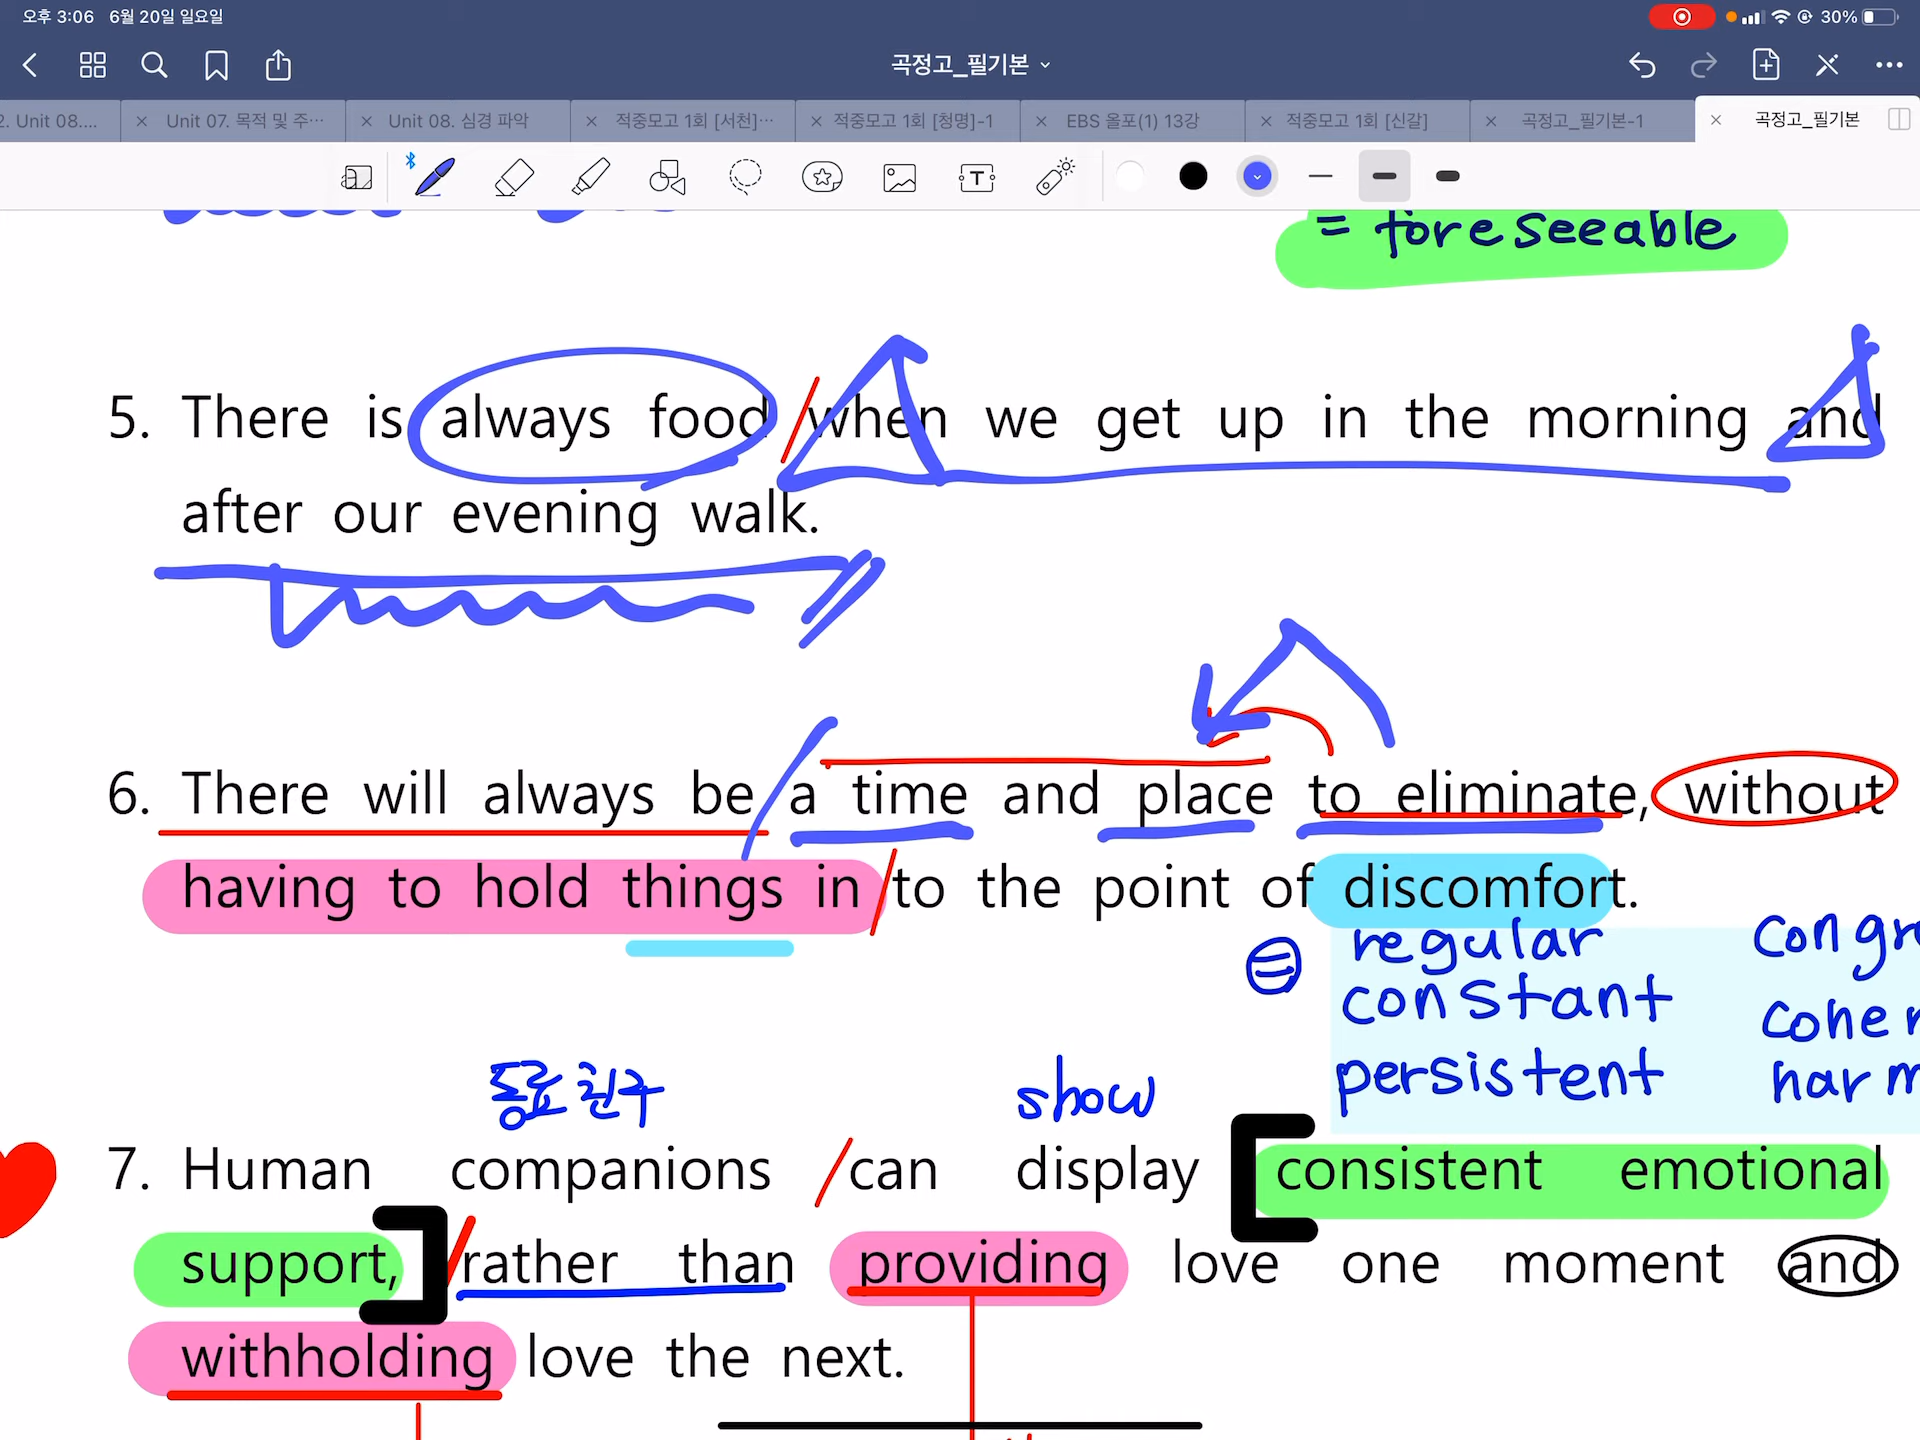 오후 3:06 6월 20일 일요일
30%
곡정고_필기본
2. Unit 08....
Unit 07. 목적 및 주…
Unit 08. 심경 파악
적중모고 1회 [서천]…
적중모고 1회 [청명]-1
EBS 올포(1) 13강
적중모고 1회 [신갈]
곡정고_필기본-1
곡정고_필기본
= foreseeable
5. There is always food when we get up in the morning and
after our evening walk.
6. There will always be a time and place to eliminate, without
having to hold things in to the point of discomfort.
regular
constant
persistent
congr
coher
harm
동료 친구
show
7. Human companions can display consistent emotional
support, rather than providing love one moment and
withholding love the next.